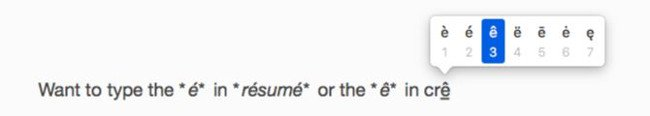 è é ê ë ē ė ę
1 2 3 4 5 6 7
Want to type the *é* in *résumé* or the *ê* in crê